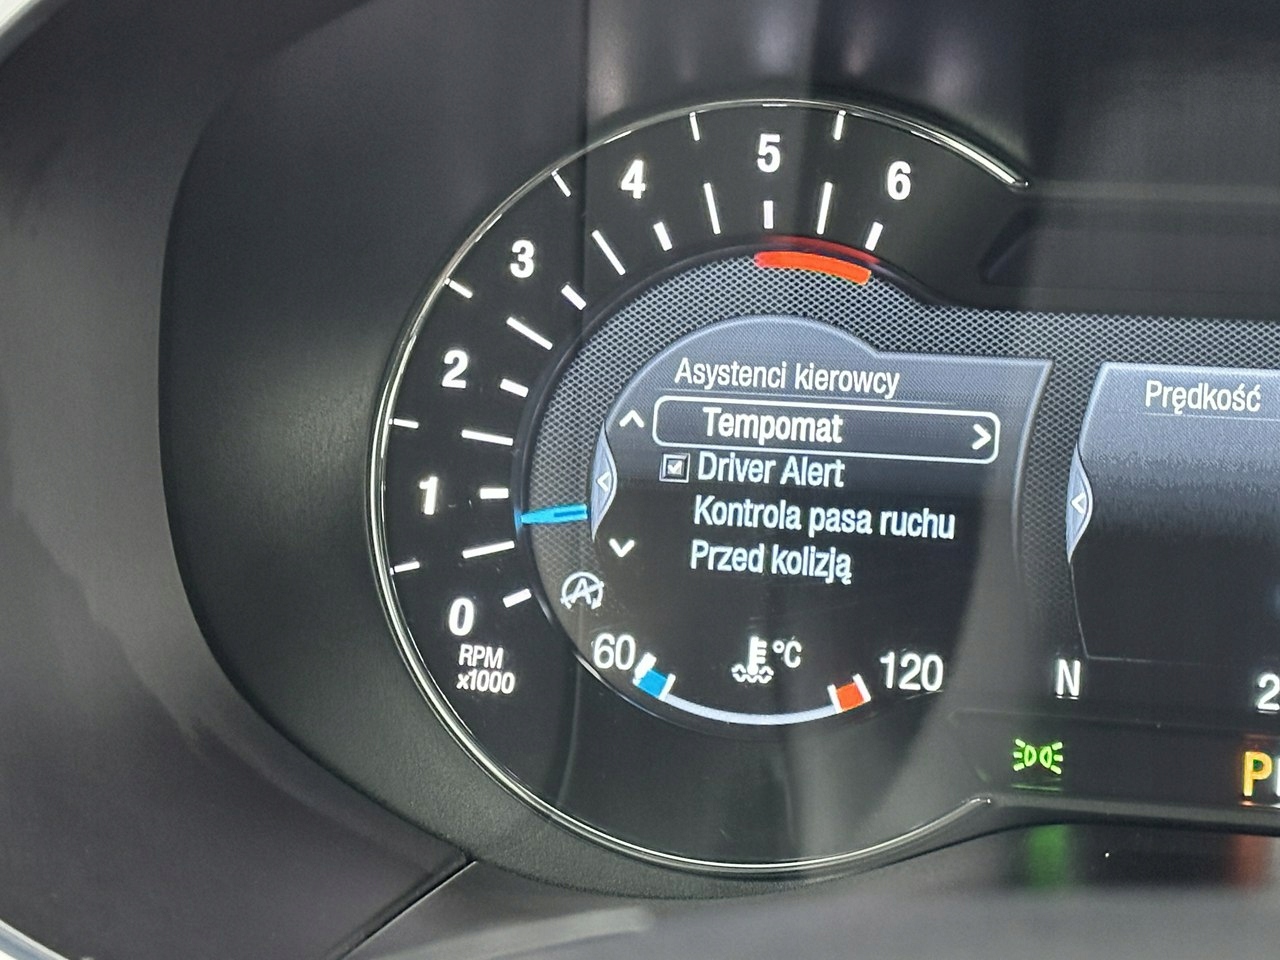 6
5
4
3
2
1
0
RPM
x1000
Asystenci kierowcy
Tempomat
Driver Alert
Kontrola pasa ruchu
Przed kolizją
A
60
°C
120
Prędkość
N
2
P